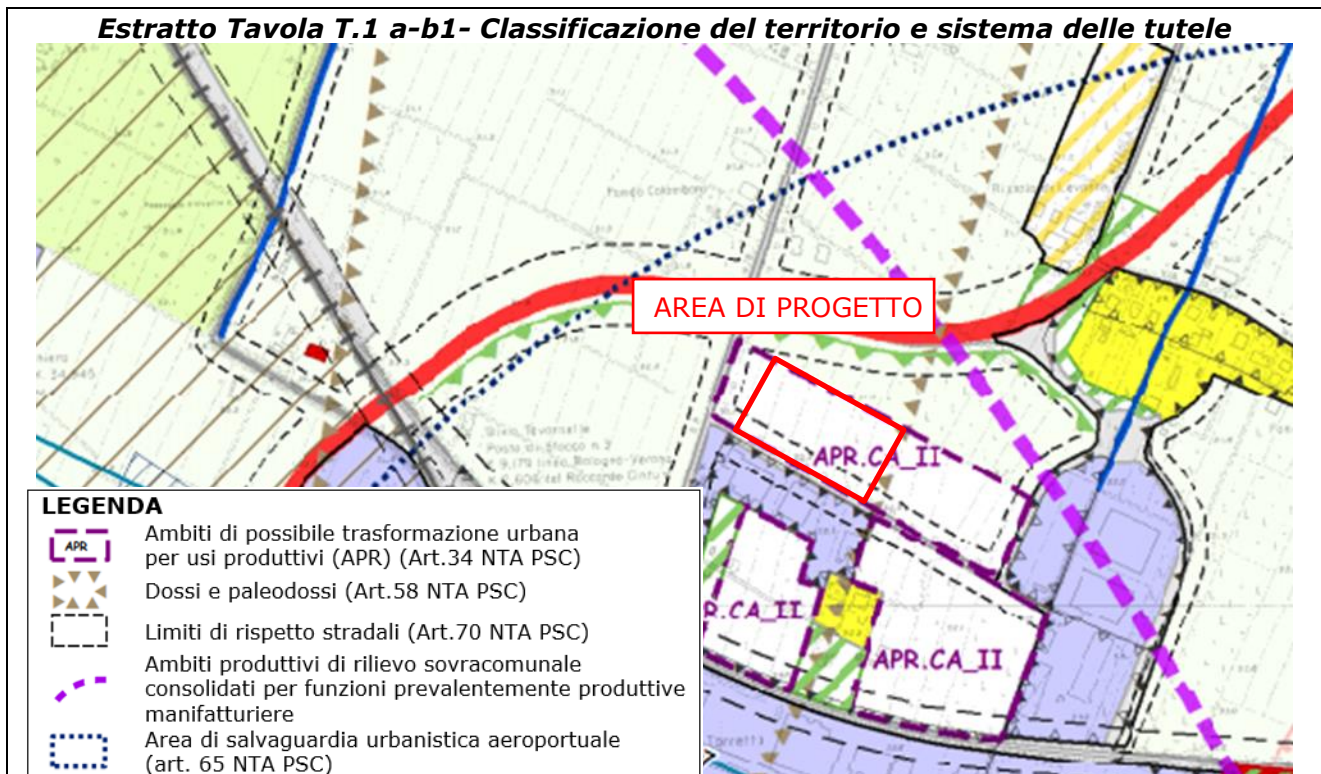 Estratto Tavola T.1 a-b1- Classificazione del territorio e sistema delle tutele
AREA DI PROGETTO
APR.CA_II
R.CA_II
APR.CA_II
LEGENDA
APR
Ambiti di possibile trasformazione urbana
per usi produttivi (APR) (Art.34 NTA PSC)
Dossi e paleodossi (Art.58 NTA PSC)
Limiti di rispetto stradali (Art.70 NTA PSC)
Ambiti produttivi di rilievo sovracomunale
consolidati per funzioni prevalentemente produttive
manifatturiere
Area di salvaguardia urbanistica aeroportuale
(art. 65 NTA PSC)